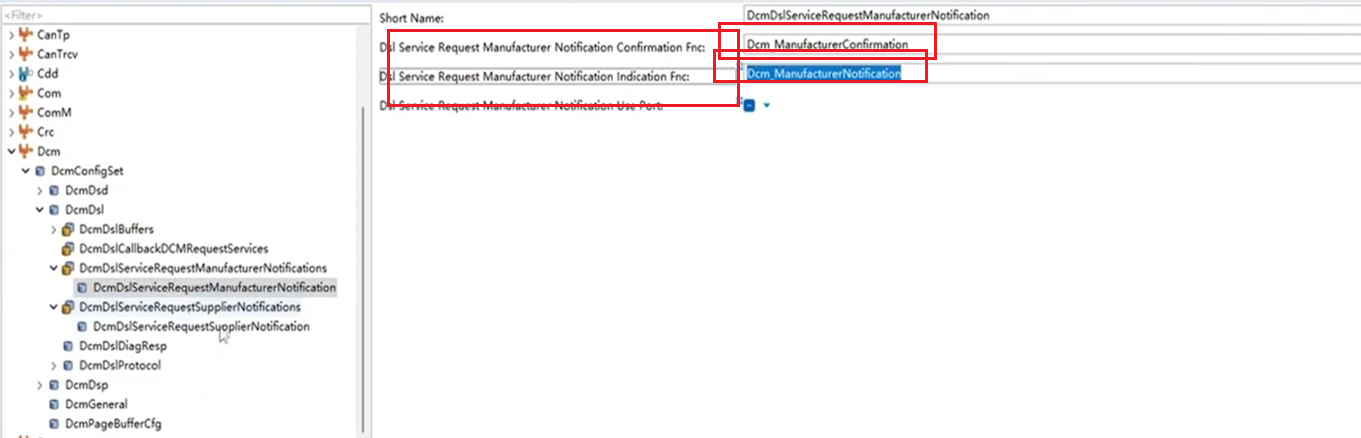 <Filter>
CanTp
CanTrcv
Cdd
Com
ComM
Crc
Dcm
DcmConfigSet
DcmDsd
DcmDsl
DcmDslBuffers
DcmDslCallbackDCMRequestServices
DcmDslServiceRequestManufacturerNotifications
DcmDslServiceRequestManufacturerNotification
DcmDslServiceRequestSupplierNotifications
DcmDslServiceRequestSupplierNotification
DcmDslDiagResp
DcmDslProtocol
DcmDsp
DcmGeneral
DcmPageBufferCfg
Short Name: DcmDslServiceRequestManufacturerNotification
Dsl Service Request Manufacturer Notification Confirmation Fnc: Dcm_ManufacturerConfirmation
Dsl Service Request Manufacturer Notification Indication Fnc: Dcm_ManufacturerNotification
Dsl Service Request Manufacturer Notification Use Port: